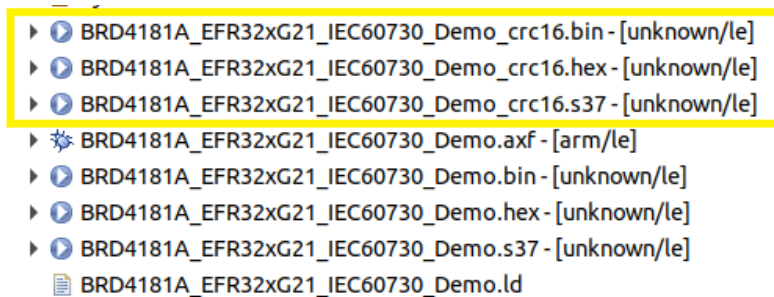 BRD4181A_EFR32xG21_IEC60730_Demo_crc16.bin - [unknown/le]
BRD4181A_EFR32xG21_IEC60730_Demo_crc16.hex - [unknown/le]
BRD4181A_EFR32xG21_IEC60730_Demo_crc16.s37 - [unknown/le]
BRD4181A_EFR32xG21_IEC60730_Demo.axf - [arm/le]
BRD4181A_EFR32xG21_IEC60730_Demo.bin - [unknown/le]
BRD4181A_EFR32xG21_IEC60730_Demo.hex - [unknown/le]
BRD4181A_EFR32xG21_IEC60730_Demo.s37 - [unknown/le]
BRD4181A_EFR32xG21_IEC60730_Demo.ld